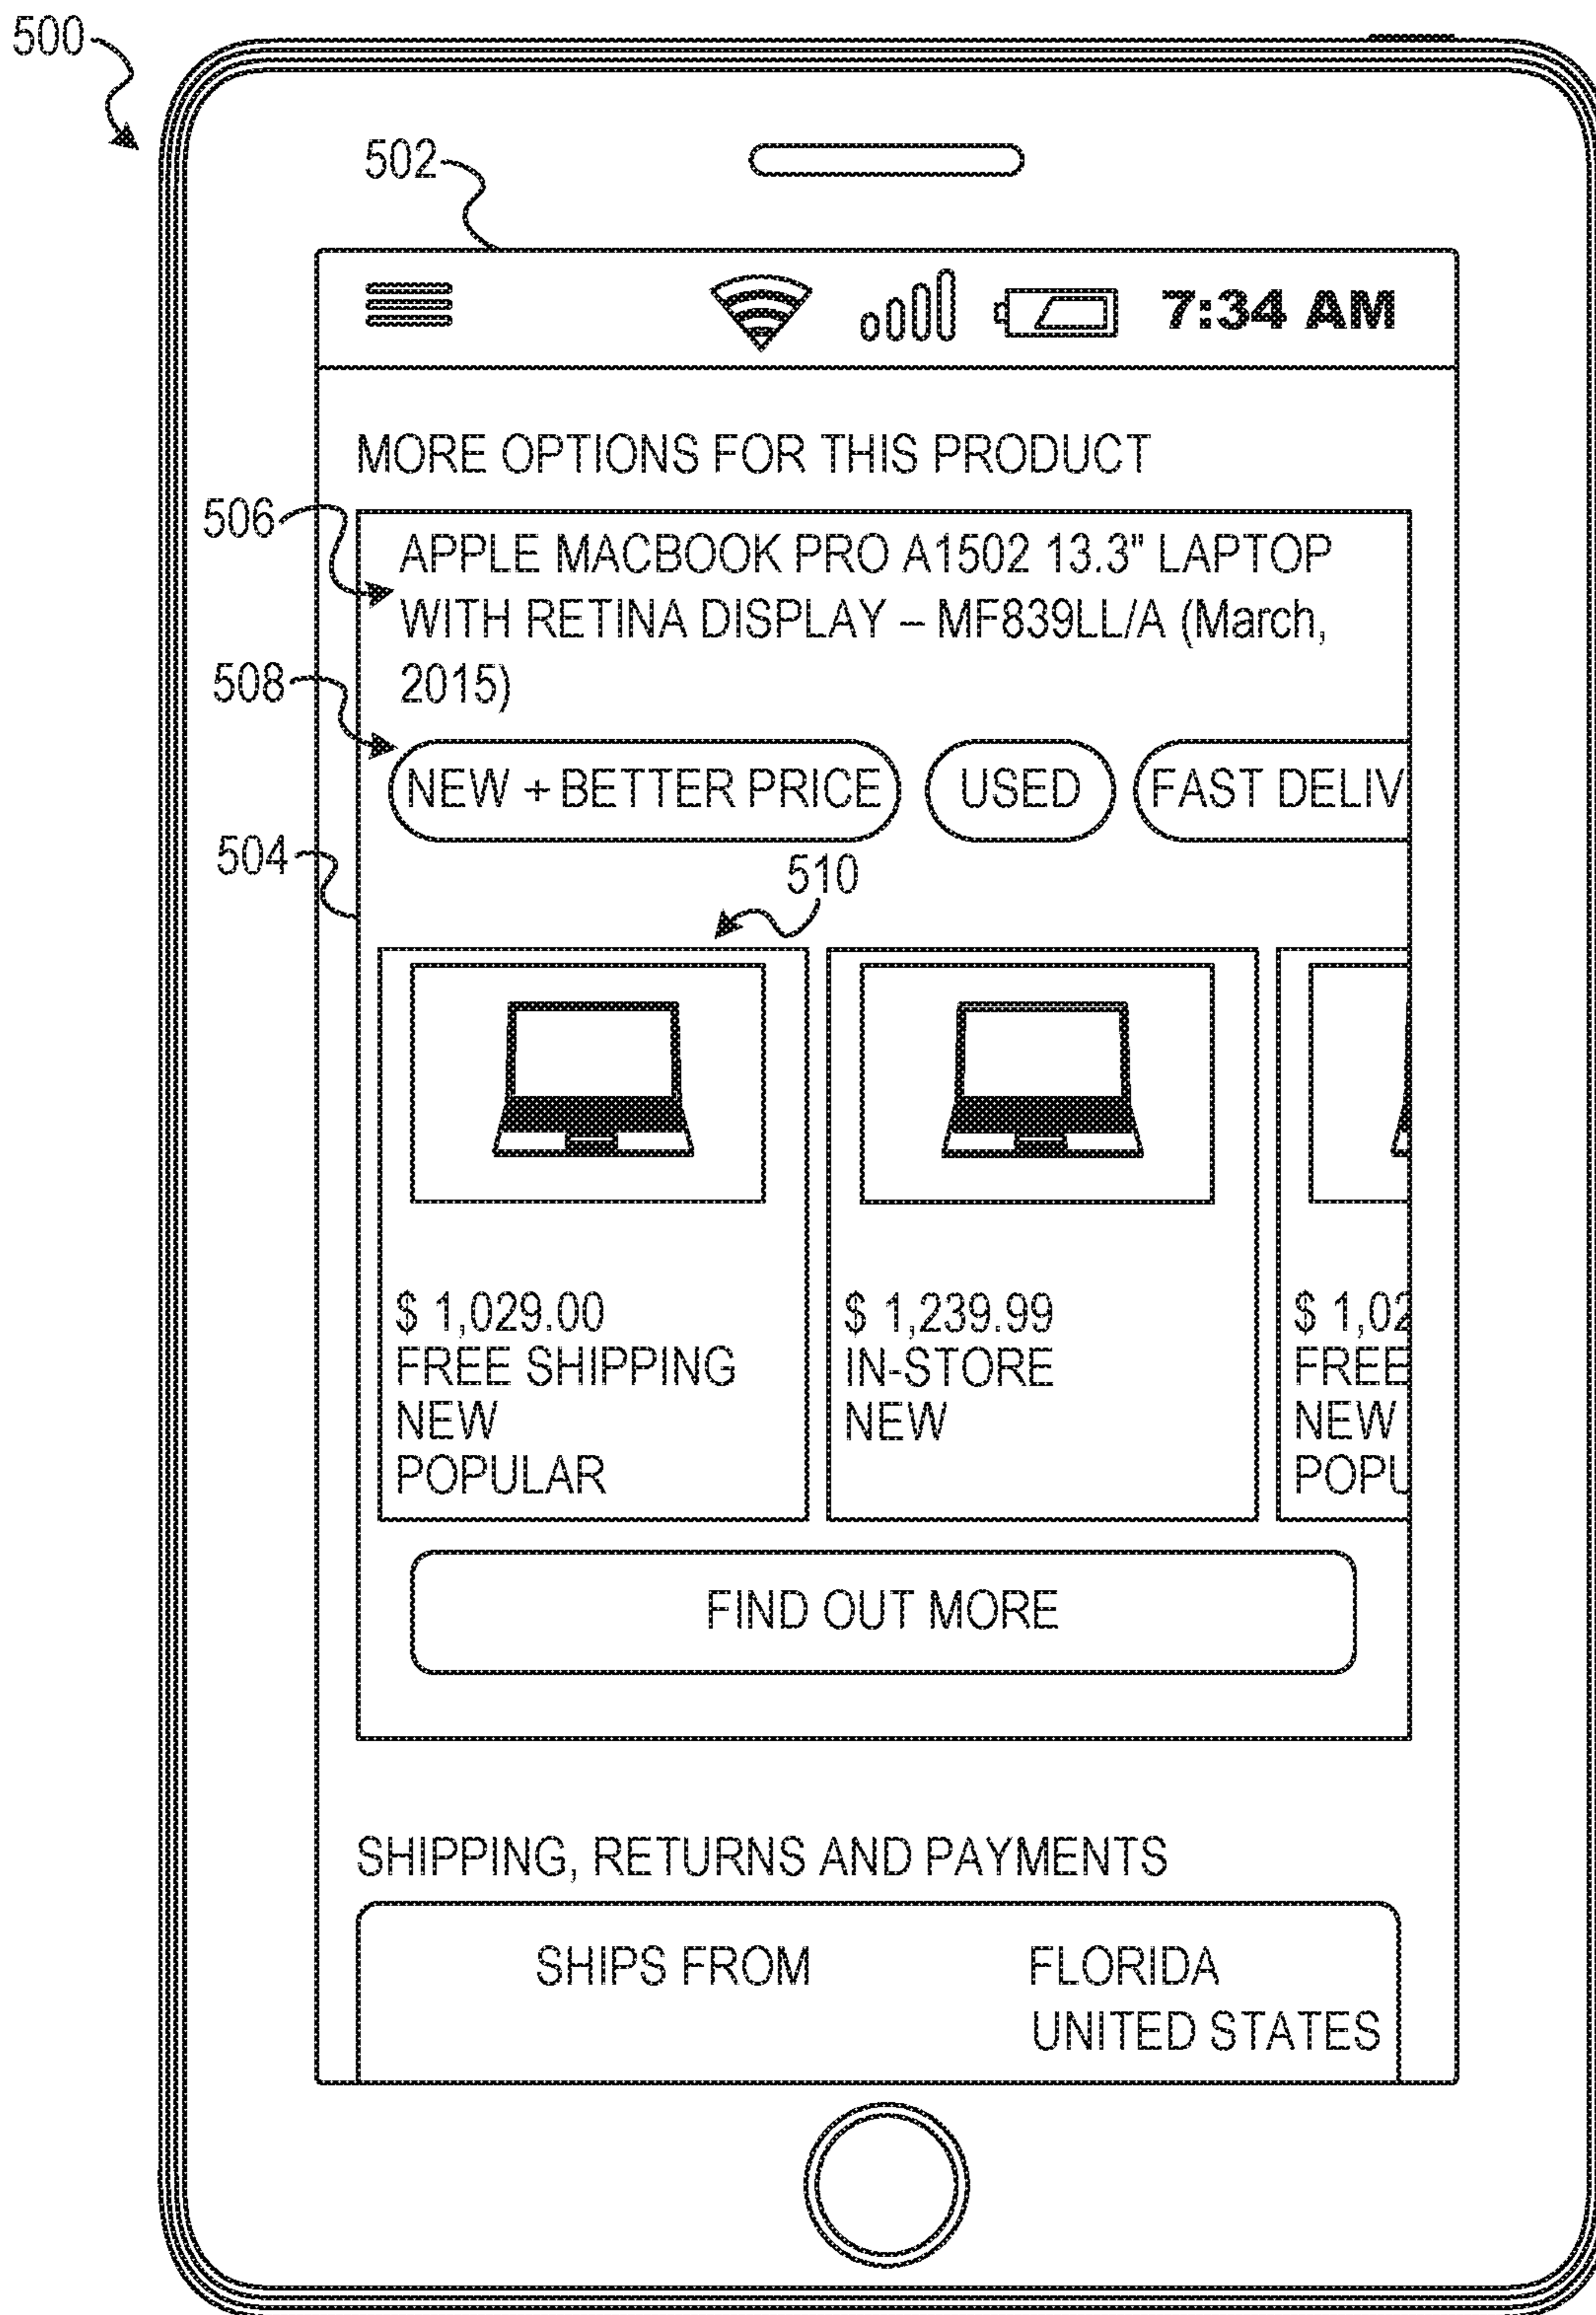 500
502
7:34 AM
MORE OPTIONS FOR THIS PRODUCT
506
APPLE MACBOOK PRO A1502 13.3" LAPTOP
WITH RETINA DISPLAY – MF839LL/A (March,
2015)
508
NEW + BETTER PRICE USED FAST DELIV
504
510
$ 1,029.00
FREE SHIPPING
NEW
POPULAR
$ 1,239.99
IN-STORE
NEW
$ 1,02
FREE
NEW
POPU
FIND OUT MORE
SHIPPING, RETURNS AND PAYMENTS
SHIPS FROM FLORIDA
UNITED STATES